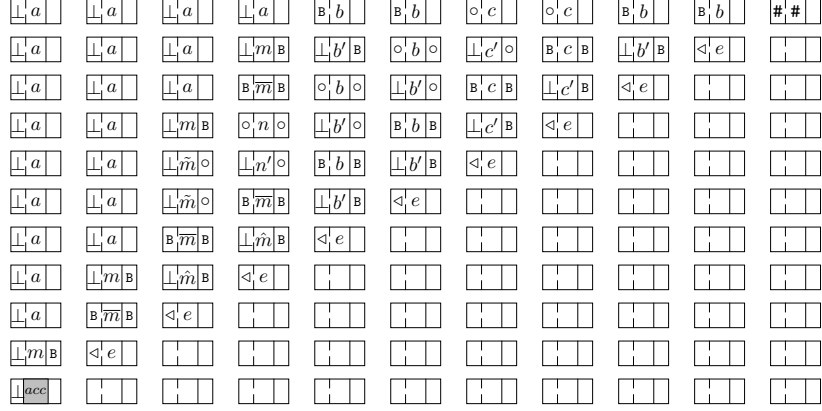 ⊥ a ⊥ a ⊥ a ⊥ a B b B b ○ c ○ c B b B b # #
⊥ a ⊥ a ⊥ a ⊥ m B ⊥ b′ B ○ b ○ ⊥ c′ ○ B c B ⊥ b′ B ◁ e
⊥ a ⊥ a ⊥ a B m̅ B ○ b ○ ⊥ b′ ○ B c B ⊥ c′ B ◁ e
⊥ a ⊥ a ⊥ m B ○ n ○ ⊥ b′ ○ B b B ⊥ c′ B ◁ e
⊥ a ⊥ a ⊥ m̃ ○ ⊥ n′ ○ B b B ⊥ b′ B ◁ e
⊥ a ⊥ a ⊥ m̃ ○ B m̅ B ⊥ b′ B ◁ e
⊥ a ⊥ a B m̅ B ⊥ m̂ B ◁ e
⊥ a ⊥ m B ⊥ m̂ B ◁ e
⊥ a B m̅ B ◁ e
⊥ m B ◁ e
⊥ acc